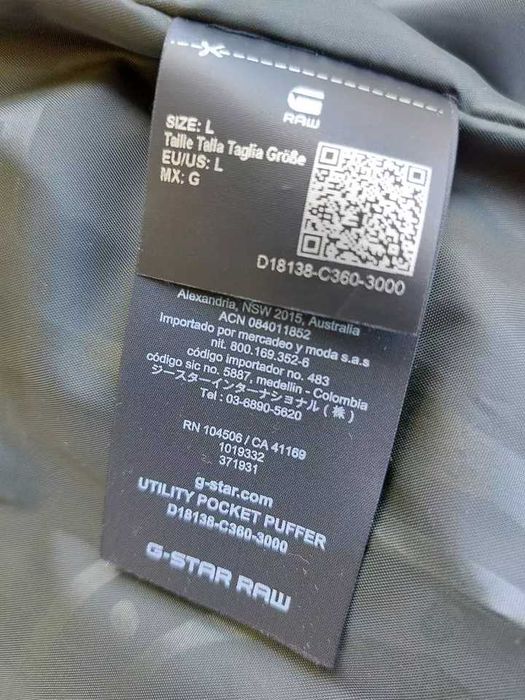 RAW
SIZE: L
Taille Talla Taglia Größe
EU/US: L
MX: G
D18138-C360-3000
Alexandria, NSW 2015, Australia
ACN 084011852
Importado por mercadeo y moda s.a.s
nit. 800.169.352-6
código importador no. 483
código sic no. 5887, medellin - Colombia
ジースターインターナショナル(株)
Tel : 03-6890-5620
RN 104506 / CA 41169
1019332
371931
g-star.com
UTILITY POCKET PUFFER
D18138-C360-3000
G-STAR RAW